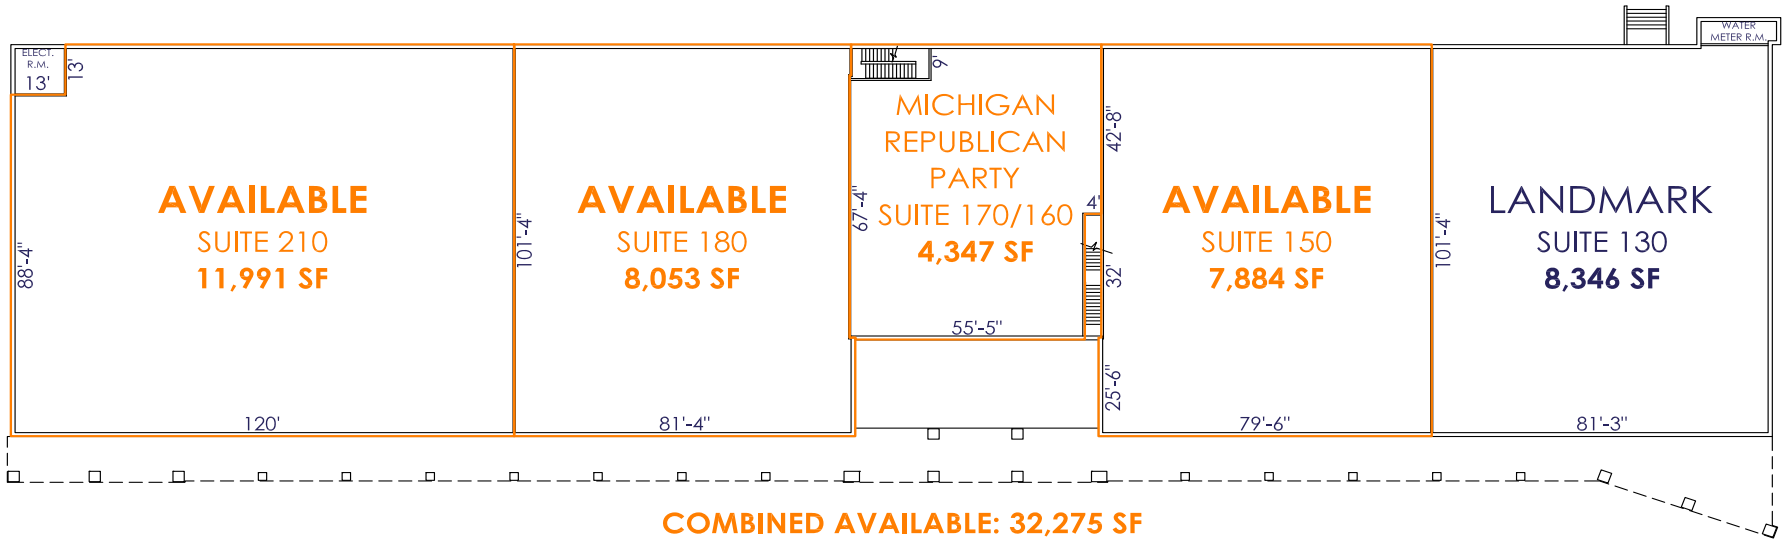 ELECT.
R.M.
13'
13'
88'-4"
AVAILABLE
SUITE 210
11,991 SF
120'
101'-4"
AVAILABLE
SUITE 180
8,053 SF
81'-4"
9'
MICHIGAN
REPUBLICAN
PARTY
SUITE 170/160
4,347 SF
67'-4"
55'-5"
4'
32'
42'-8"
25'-6"
AVAILABLE
SUITE 150
7,884 SF
79'-6"
101'-4"
LANDMARK
SUITE 130
8,346 SF
81'-3"
WATER
METER R.M.
COMBINED AVAILABLE: 32,275 SF